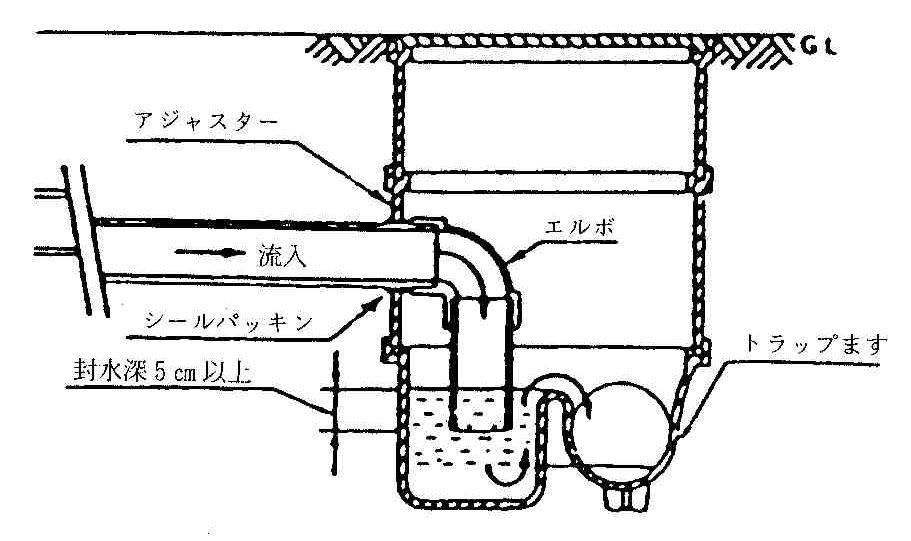 GL
アジャスター
エルボ
流入
シールパッキン
トラップます
封水深5cm以上